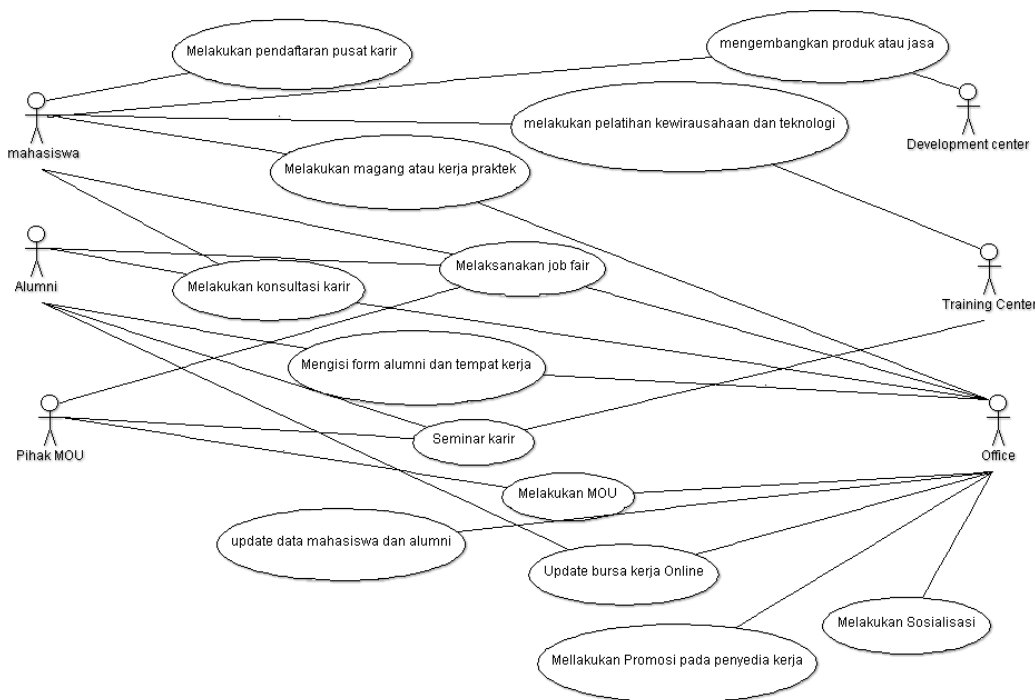 Melakukan pendaftaran pusat karir
mengembangkan produk atau jasa
mahasiswa
melakukan pelatihan kewirausahaan dan teknologi
Development center
Melakukan magang atau kerja praktek
Alumni
Melaksanakan job fair
Melakukan konsultasi karir
Training Center
Mengisi form alumni dan tempat kerja
Pihak MOU
Seminar karir
Office
Melakukan MOU
update data mahasiswa dan alumni
Update bursa kerja Online
Melakukan Sosialisasi
Mellakukan Promosi pada penyedia kerja